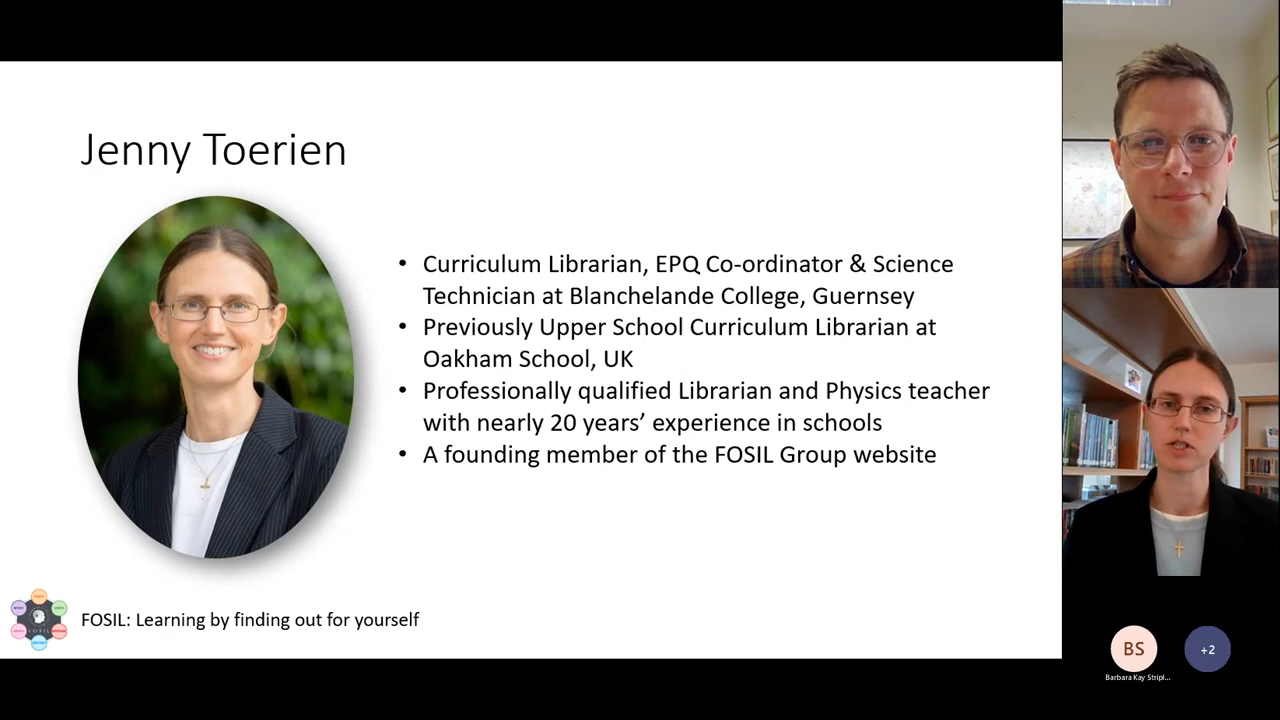 Jenny Toerien
• Curriculum Librarian, EPQ Co-ordinator & Science
Technician at Blanchelande College, Guernsey
• Previously Upper School Curriculum Librarian at
Oakham School, UK
• Professionally qualified Librarian and Physics teacher
with nearly 20 years’ experience in schools
• A founding member of the FOSIL Group website
FOSIL: Learning by finding out for yourself
BS
+2
Barbara Kay Stripl...